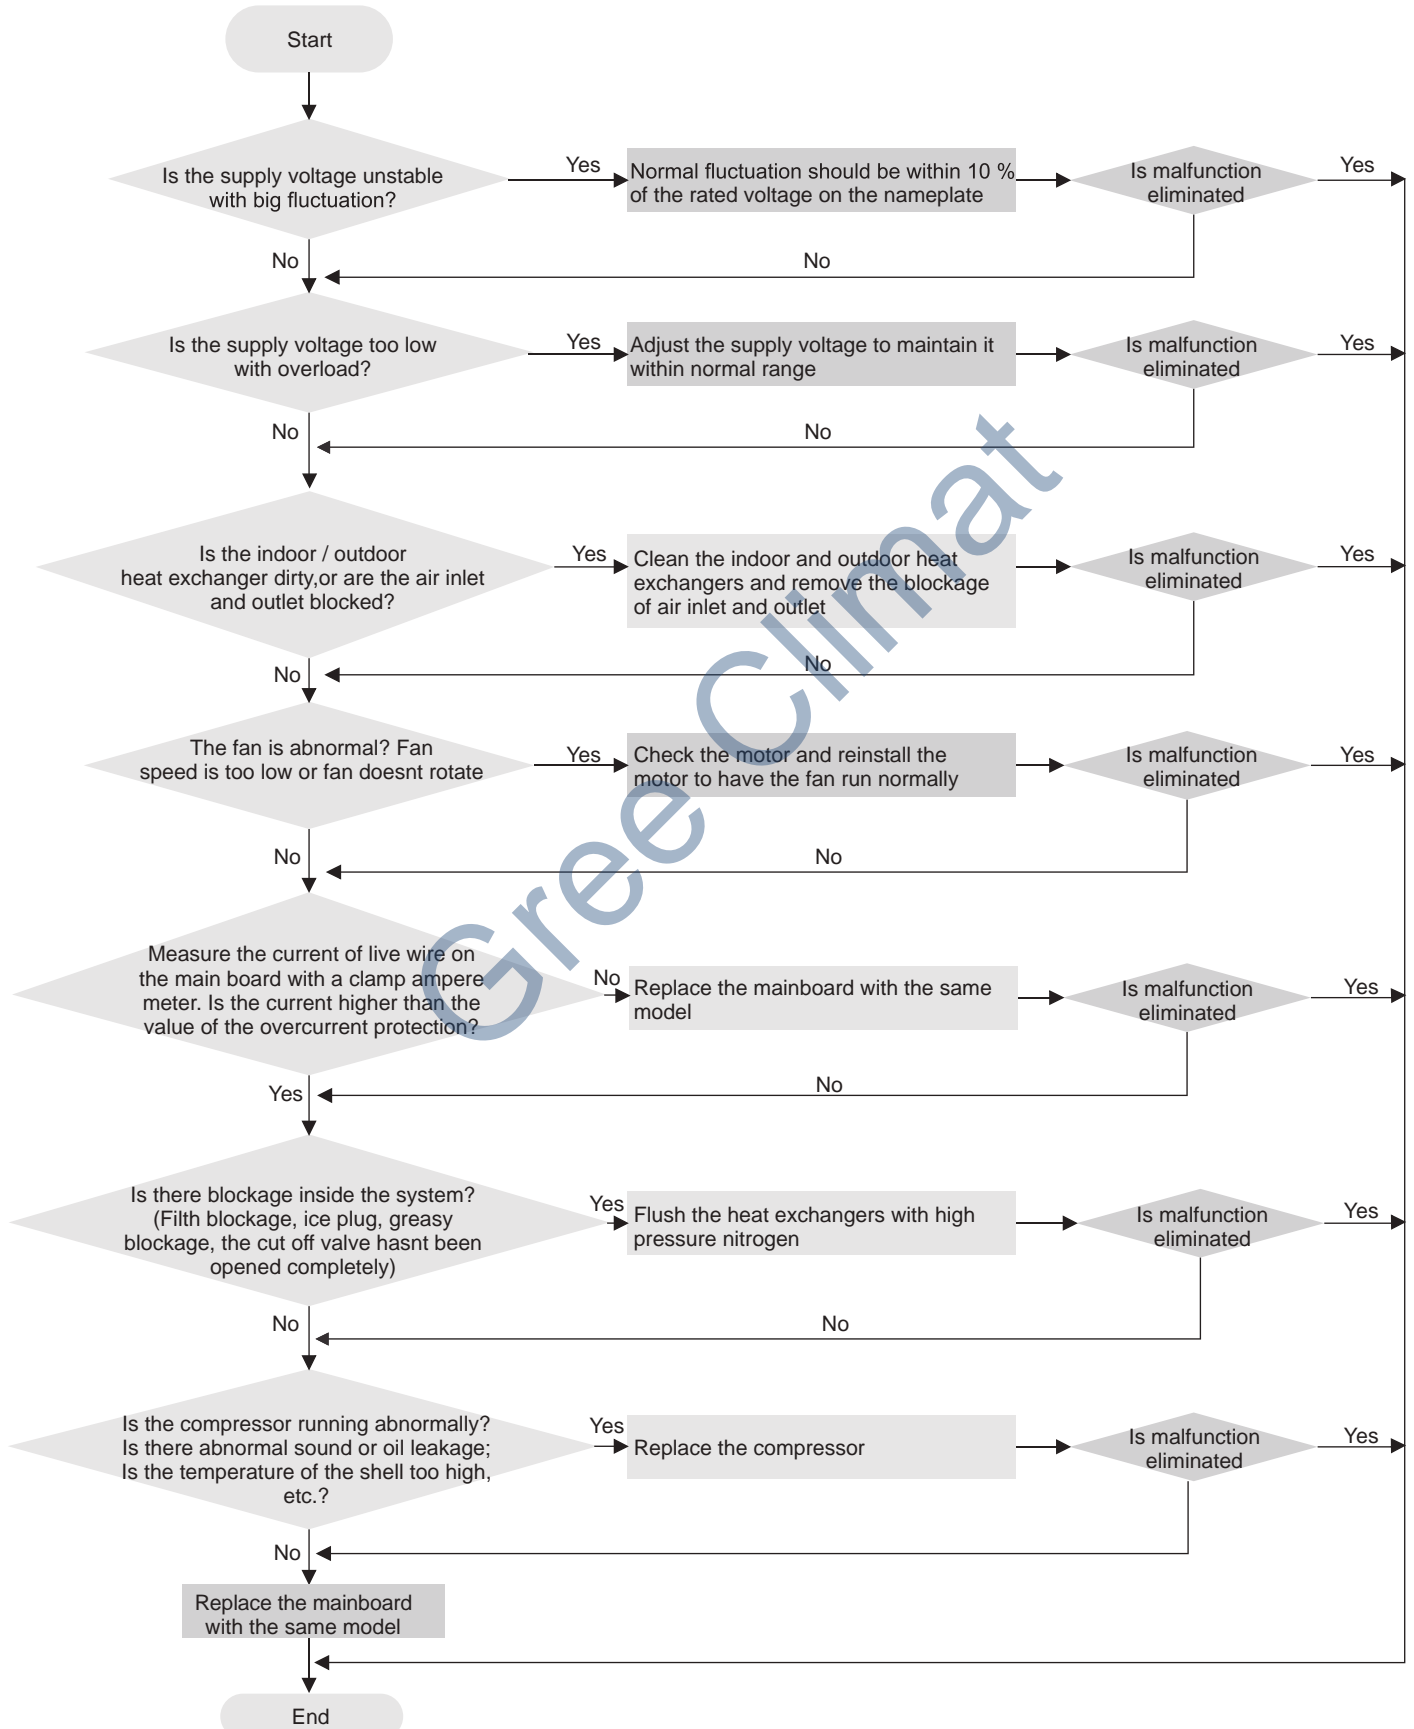 Start
Is the supply voltage unstable
with big fluctuation?
Yes
Normal fluctuation should be within 10 %
of the rated voltage on the nameplate
Is malfunction
eliminated
Yes
No
No
Is the supply voltage too low
with overload?
Yes
Adjust the supply voltage to maintain it
within normal range
Is malfunction
eliminated
Yes
No
No
Is the indoor / outdoor
heat exchanger dirty,or are the air inlet
and outlet blocked?
Yes
Clean the indoor and outdoor heat
exchangers and remove the blockage
of air inlet and outlet
Is malfunction
eliminated
Yes
No
No
The fan is abnormal? Fan
speed is too low or fan doesnt rotate
Yes
Check the motor and reinstall the
motor to have the fan run normally
Is malfunction
eliminated
Yes
No
No
Measure the current of live wire on
the main board with a clamp ampere
meter. Is the current higher than the
value of the overcurrent protection?
No
Replace the mainboard with the same
model
Is malfunction
eliminated
Yes
Yes
No
Is there blockage inside the system?
(Filth blockage, ice plug, greasy
blockage, the cut off valve hasnt been
opened completely)
Yes
Flush the heat exchangers with high
pressure nitrogen
Is malfunction
eliminated
Yes
No
No
Is the compressor running abnormally?
Is there abnormal sound or oil leakage;
Is the temperature of the shell too high,
etc.?
Yes
Replace the compressor
Is malfunction
eliminated
Yes
No
Replace the mainboard
with the same model
End
Gree Climat